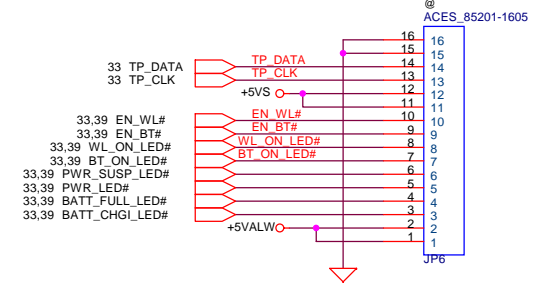 @
ACES_85201-1605
16 16
15 15
33 TP_DATA TP_DATA 14 14
33 TP_CLK TP_CLK 13 13
+5VS 12 12
11 11
33,39 EN_WL# EN_WL# 10 10
33,39 EN_BT# EN_BT# 9 9
33,39 WL_ON_LED# WL_ON_LED# 8 8
33,39 BT_ON_LED# BT_ON_LED# 7 7
33,39 PWR_SUSP_LED# 6 6
33,39 PWR_LED# 5 5
33,39 BATT_FULL_LED# 4 4
33,39 BATT_CHGI_LED# 3 3
+5VALW 2 2
1 1
JP6